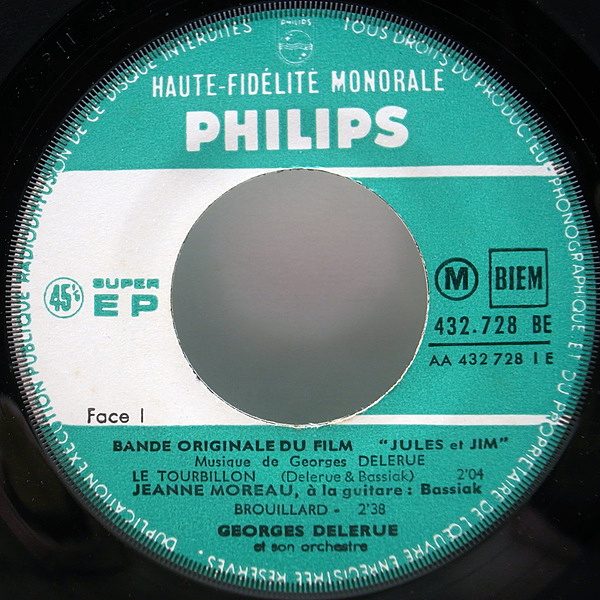 TOUS DROITS DU PRODUCTEUR PHONOGRAPHIQUE ET DU PROPRIETAIRE DE L'ŒUVRE ENREGISTREE RESERVES · DUPLICATION EXECUTION PUBLIQUE RADIODIFFUSION DE CE DISQUE INTERDITES
PHILIPS
HAUTE-FIDÉLITÉ MONORALE
PHILIPS
45 SUPER EP
M BIEM
432.728 BE
AA 432 728 1 E
Face 1
BANDE ORIGINALE DU FILM "JULES et JIM"
Musique de Georges DELERUE
LE TOURBILLON (Delerue & Bassiak) 2'04
JEANNE MOREAU, à la guitare : Bassiak
BROUILLARD - 2'38
GEORGES DELERUE
et son orchestre